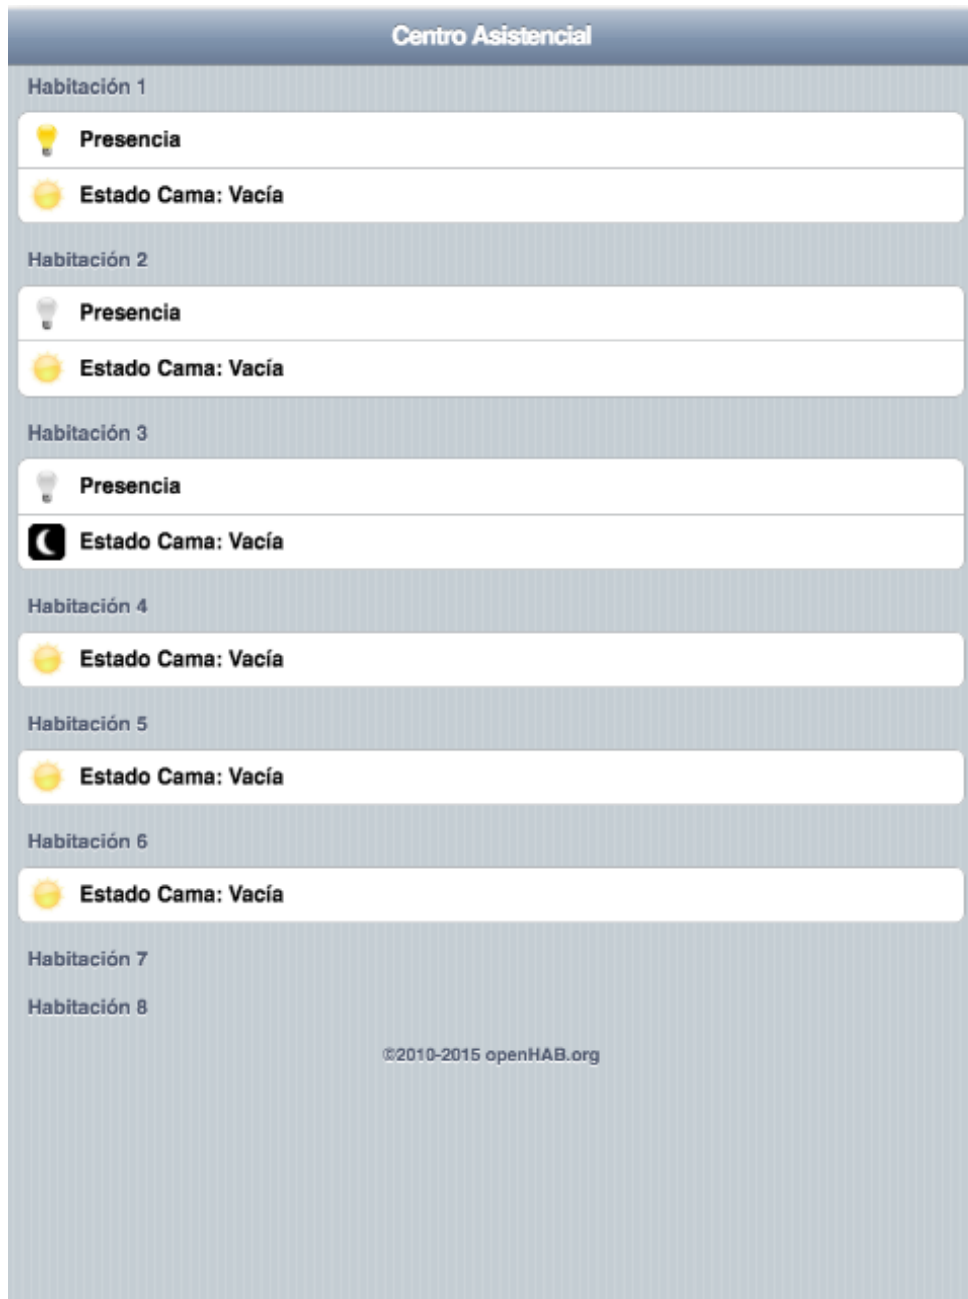 Centro Asistencial
Habitación 1
Presencia
Estado Cama: Vacía
Habitación 2
Presencia
Estado Cama: Vacía
Habitación 3
Presencia
Estado Cama: Vacía
Habitación 4
Estado Cama: Vacía
Habitación 5
Estado Cama: Vacía
Habitación 6
Estado Cama: Vacía
Habitación 7
Habitación 8
©2010-2015 openHAB.org